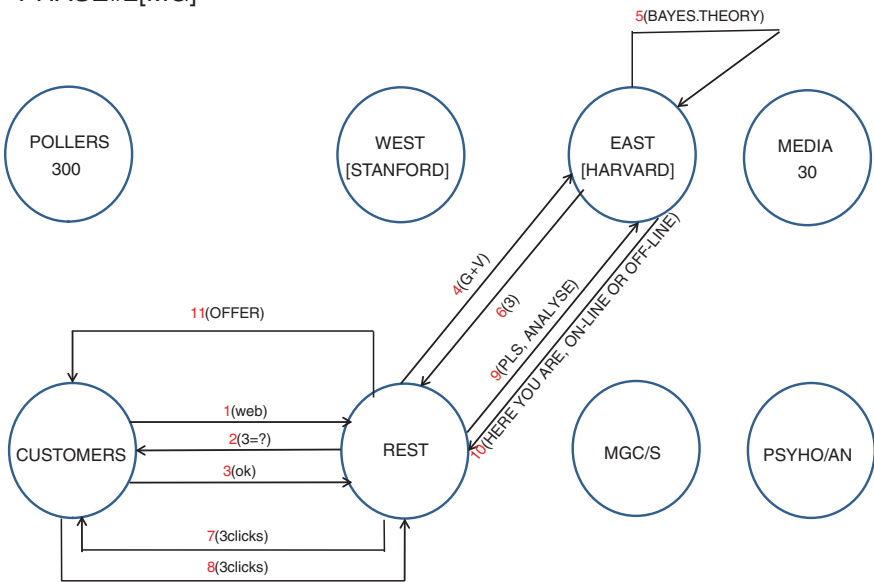 5(BAYES.THEORY)
POLLERS
300
WEST
[STANFORD]
EAST
[HARVARD]
MEDIA
30
4(G+V)
6(3)
9(PLS, ANALYSE)
10(HERE YOU ARE, ON-LINE OR OFF-LINE)
11(OFFER)
1(web)
2(3=?)
3(ok)
CUSTOMERS
REST
MGC/S
PSYHO/AN
7(3clicks)
8(3clicks)